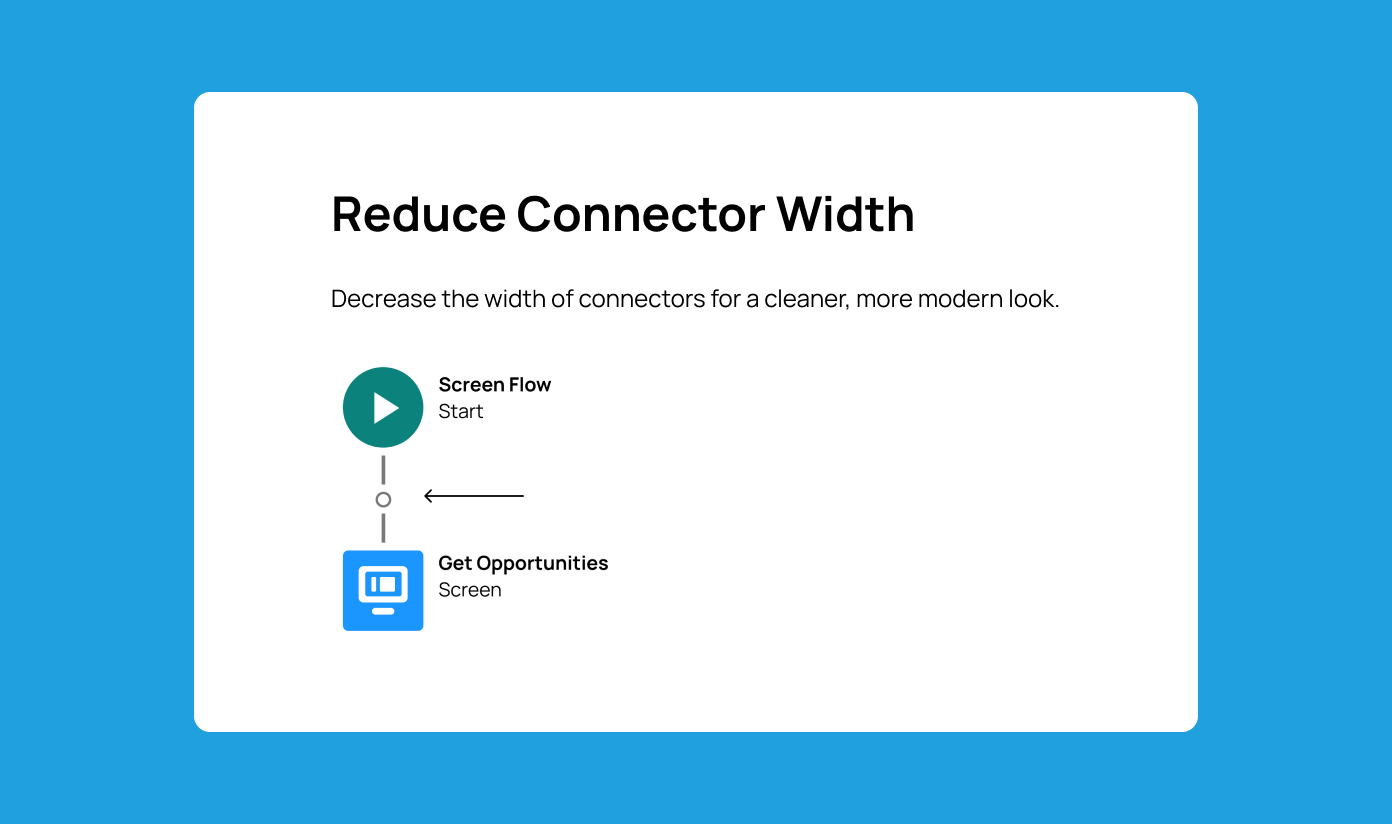 Reduce Connector Width
Decrease the width of connectors for a cleaner, more modern look.
Screen Flow
Start
Get Opportunities
Screen